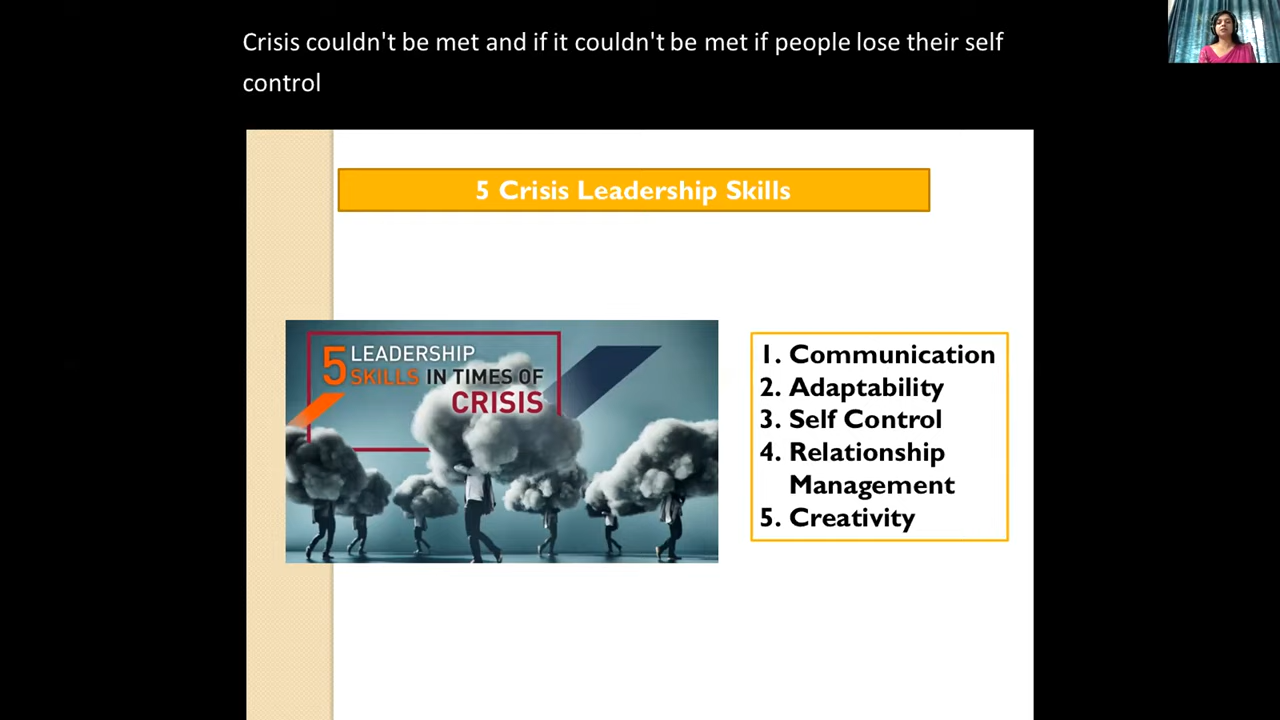 Crisis couldn't be met and if it couldn't be met if people lose their self
control
5 Crisis Leadership Skills
5 LEADERSHIP
SKILLS IN TIMES OF
CRISIS
1. Communication
2. Adaptability
3. Self Control
4. Relationship
Management
5. Creativity